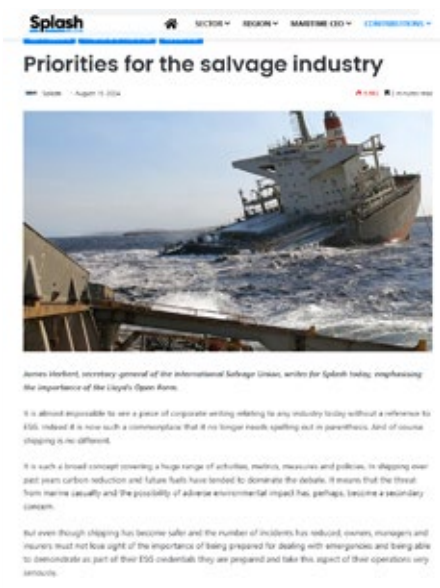 Splash
SECTOR REGION MARITIME CEO CONTRIBUTIONS
Priorities for the salvage industry
Splash August 13, 2024 2 minutes read
James Herbert, secretary general of the International Salvage Union, writes for Splash today, emphasising
the importance of the Lloyd's Open Form.
It is almost impossible to see a piece of corporate writing relating to any industry today without a reference to
ESG. Indeed it is now such a commonplace that it no longer needs spelling out in parenthesis. And of course
shipping is no different.
It is such a broad concept covering a huge range of activities, metrics, measures and policies. In shipping over
past years carbon reduction and future fuels have tended to dominate the debate. It means that the threat
from marine casualty and the possibility of adverse environmental impact has, perhaps, become a secondary
concern.
But even though shipping has become safer and the number of incidents has reduced, owners, managers and
insurers must not lose sight of the importance of being prepared for dealing with emergencies and being able
to demonstrate as part of their ESG credentials they are prepared and take this aspect of their operations very
seriously.